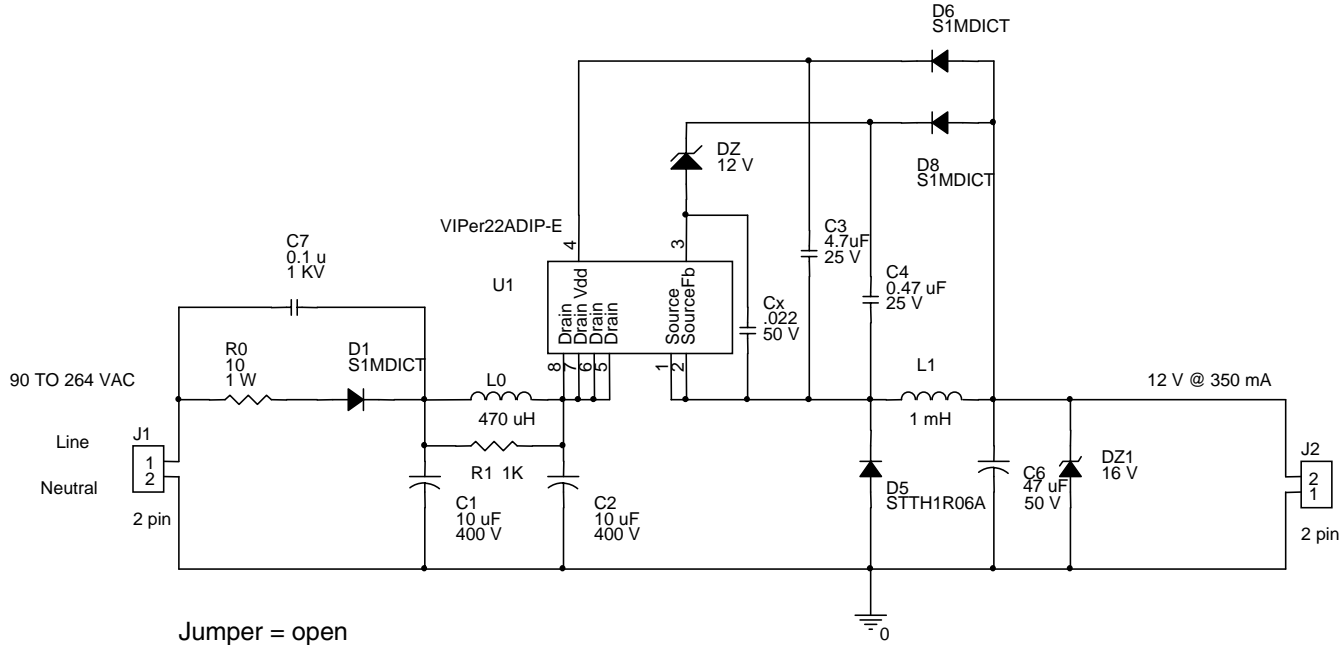 D6
S1MDICT
D8
S1MDICT
DZ
12 V
VIPer22ADIP-E
U1
4
3
Drain
Vdd
Drain
Drain
Drain
Source
Fb
Source
8
7
6
5
1
2
C3
4.7uF
25 V
C4
0.47 uF
25 V
Cx
.022
50 V
C7
0.1 u
1 KV
R0
10
1 W
D1
S1MDICT
L0
470 uH
L1
1 mH
90 TO 264 VAC
12 V @ 350 mA
Line
Neutral
J1
1
2
2 pin
R1 1K
C1
10 uF
400 V
C2
10 uF
400 V
D5
STTH1R06A
C6
47 uF
50 V
DZ1
16 V
J2
2
1
2 pin
0
Jumper = open